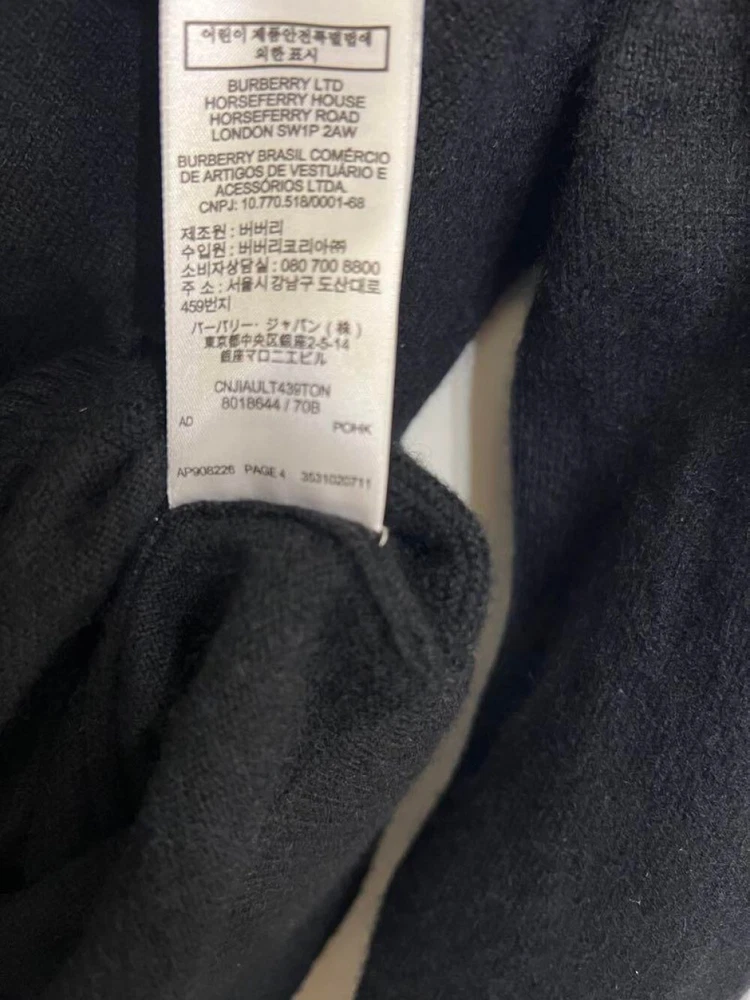 어린이 제품안전특별법에
의한 표시
BURBERRY LTD
HORSEFERRY HOUSE
HORSEFERRY ROAD
LONDON SW1P 2AW
BURBERRY BRASIL COMÉRCIO
DE ARTIGOS DE VESTUÁRIO E
ACESSÓRIOS LTDA.
CNPJ: 10.770.518/0001-68
제조원 : 버버리
수입원 : 버버리코리아㈜
소비자상담실 : 080 700 8800
주 소 : 서울시 강남구 도산대로
459번지
バーバリー・ジャパン (株)
東京都中央区銀座2-5-14
銀座マロニエビル
CNJIAULT439TON
8018644 / 70B
AD POHK
AP908226 PAGE 4 3531020711